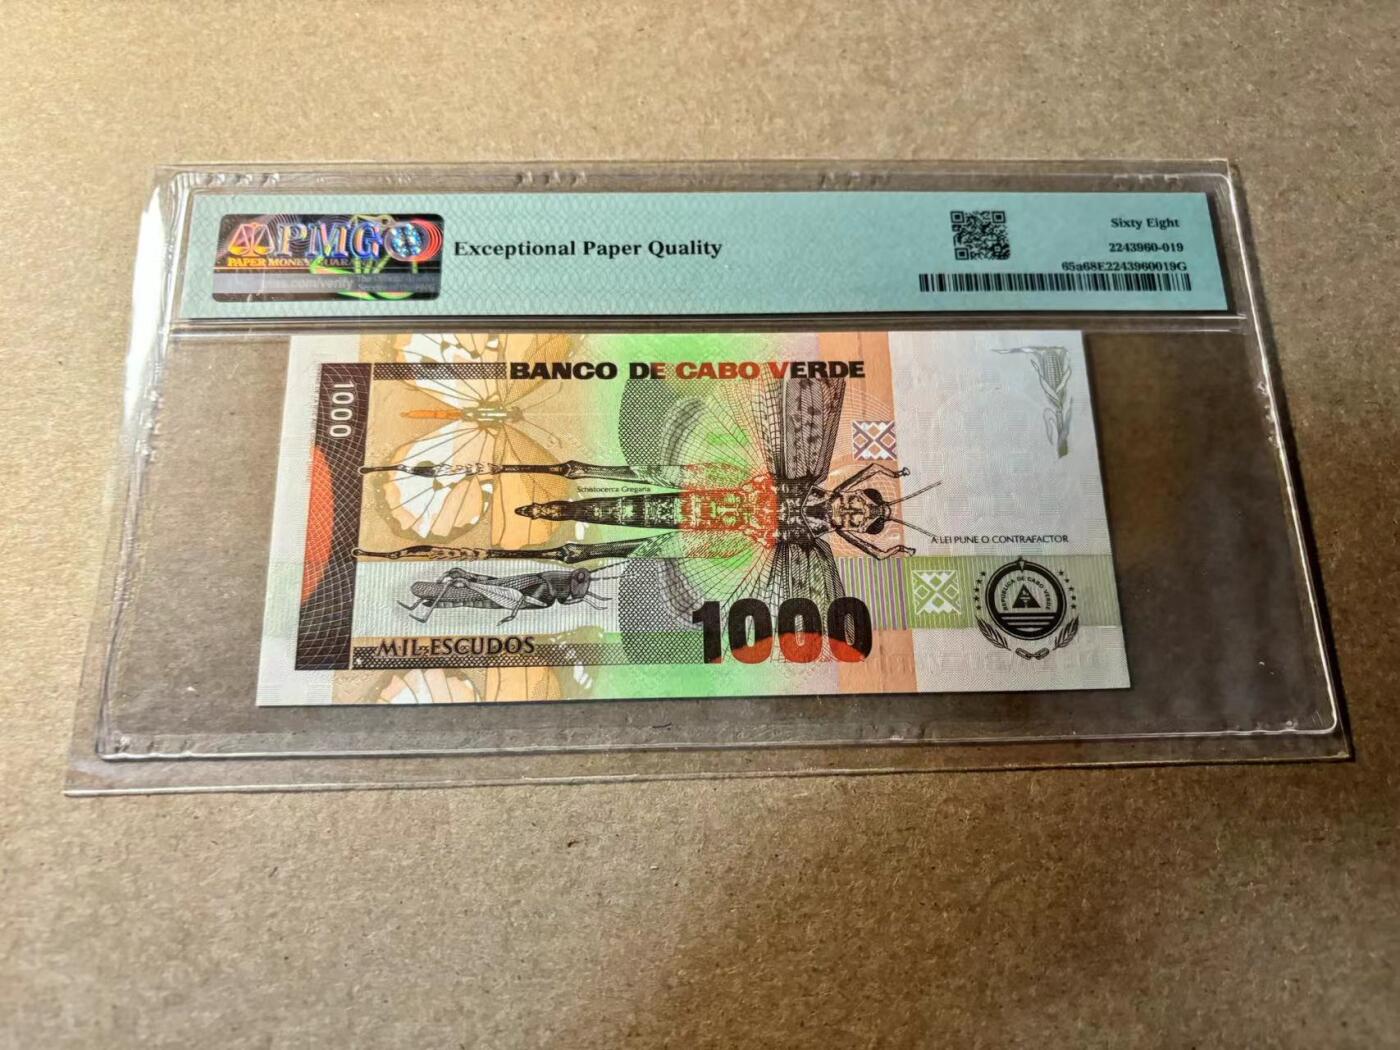 PMG
PAPER MONEY GUARANTY
Exceptional Paper Quality
Sixty Eight
2243960-019
65a68E2243960019G
BANCO DE CABO VERDE
1000
Schistocerca Gregaria
A LEI PUNE O CONTRAFACTOR
REPÚBLICA DE CABO VERDE
1000
MIL ESCUDOS